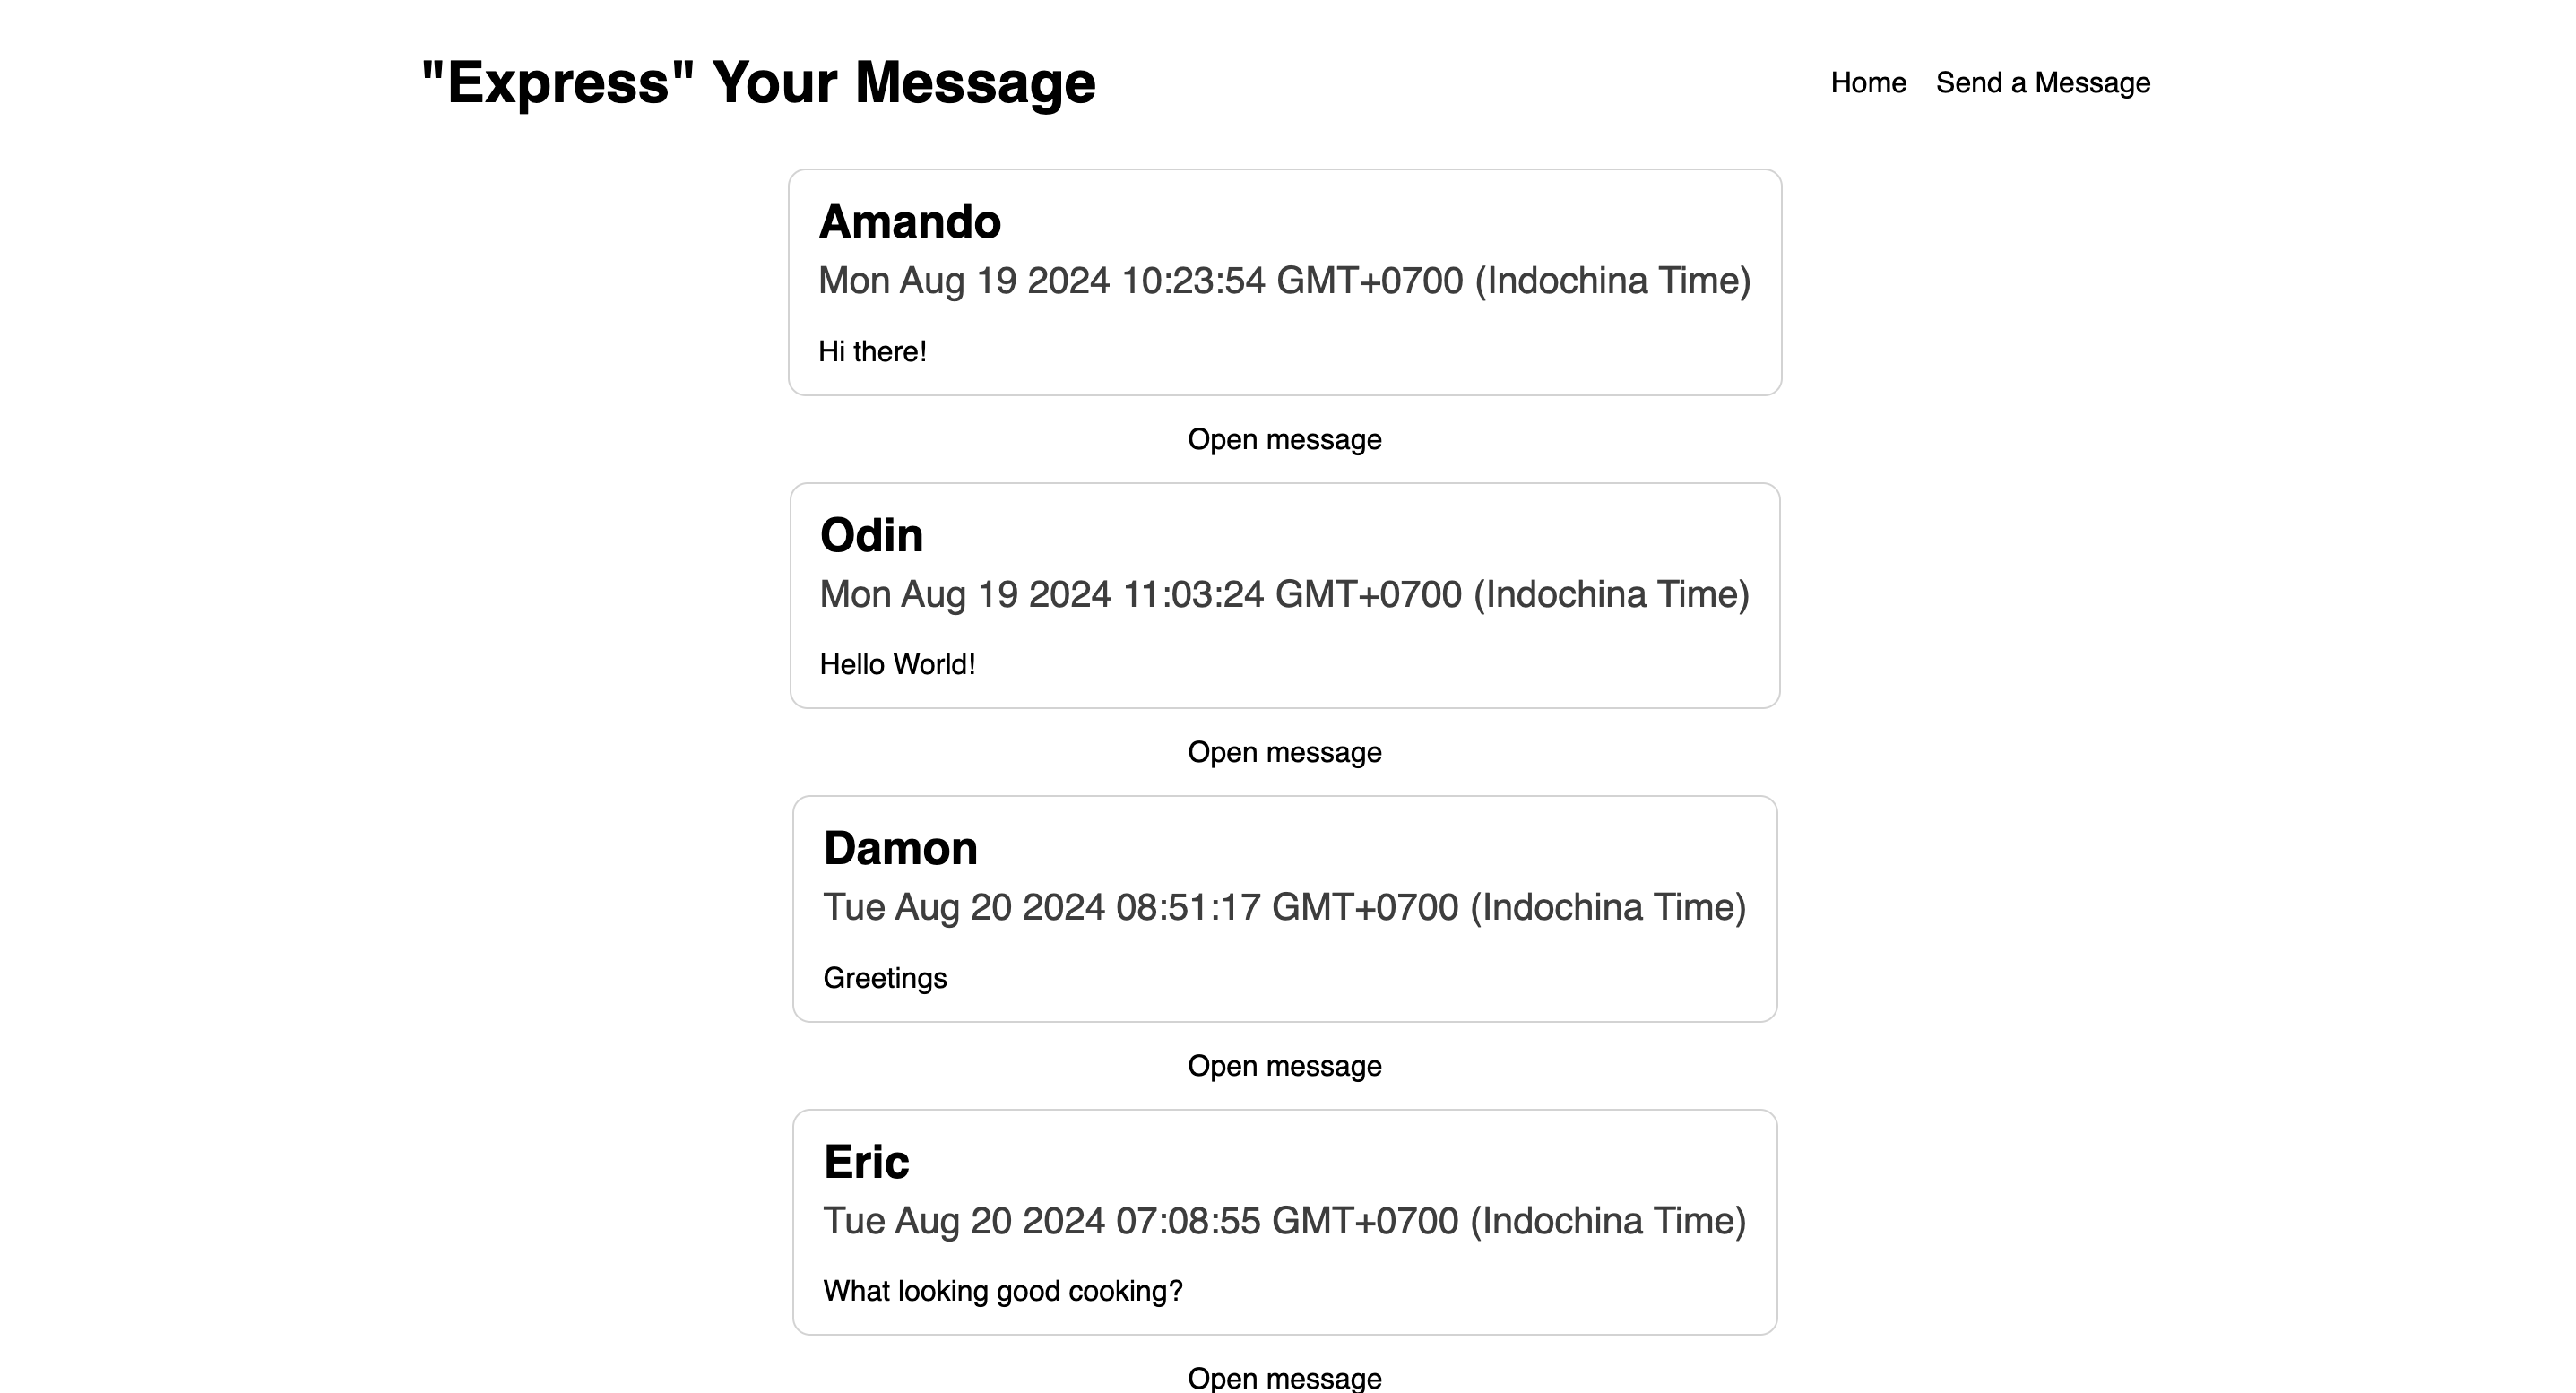 "Express" Your Message
Home Send a Message
Amando
Mon Aug 19 2024 10:23:54 GMT+0700 (Indochina Time)
Hi there!
Open message
Odin
Mon Aug 19 2024 11:03:24 GMT+0700 (Indochina Time)
Hello World!
Open message
Damon
Tue Aug 20 2024 08:51:17 GMT+0700 (Indochina Time)
Greetings
Open message
Eric
Tue Aug 20 2024 07:08:55 GMT+0700 (Indochina Time)
What looking good cooking?
Open message